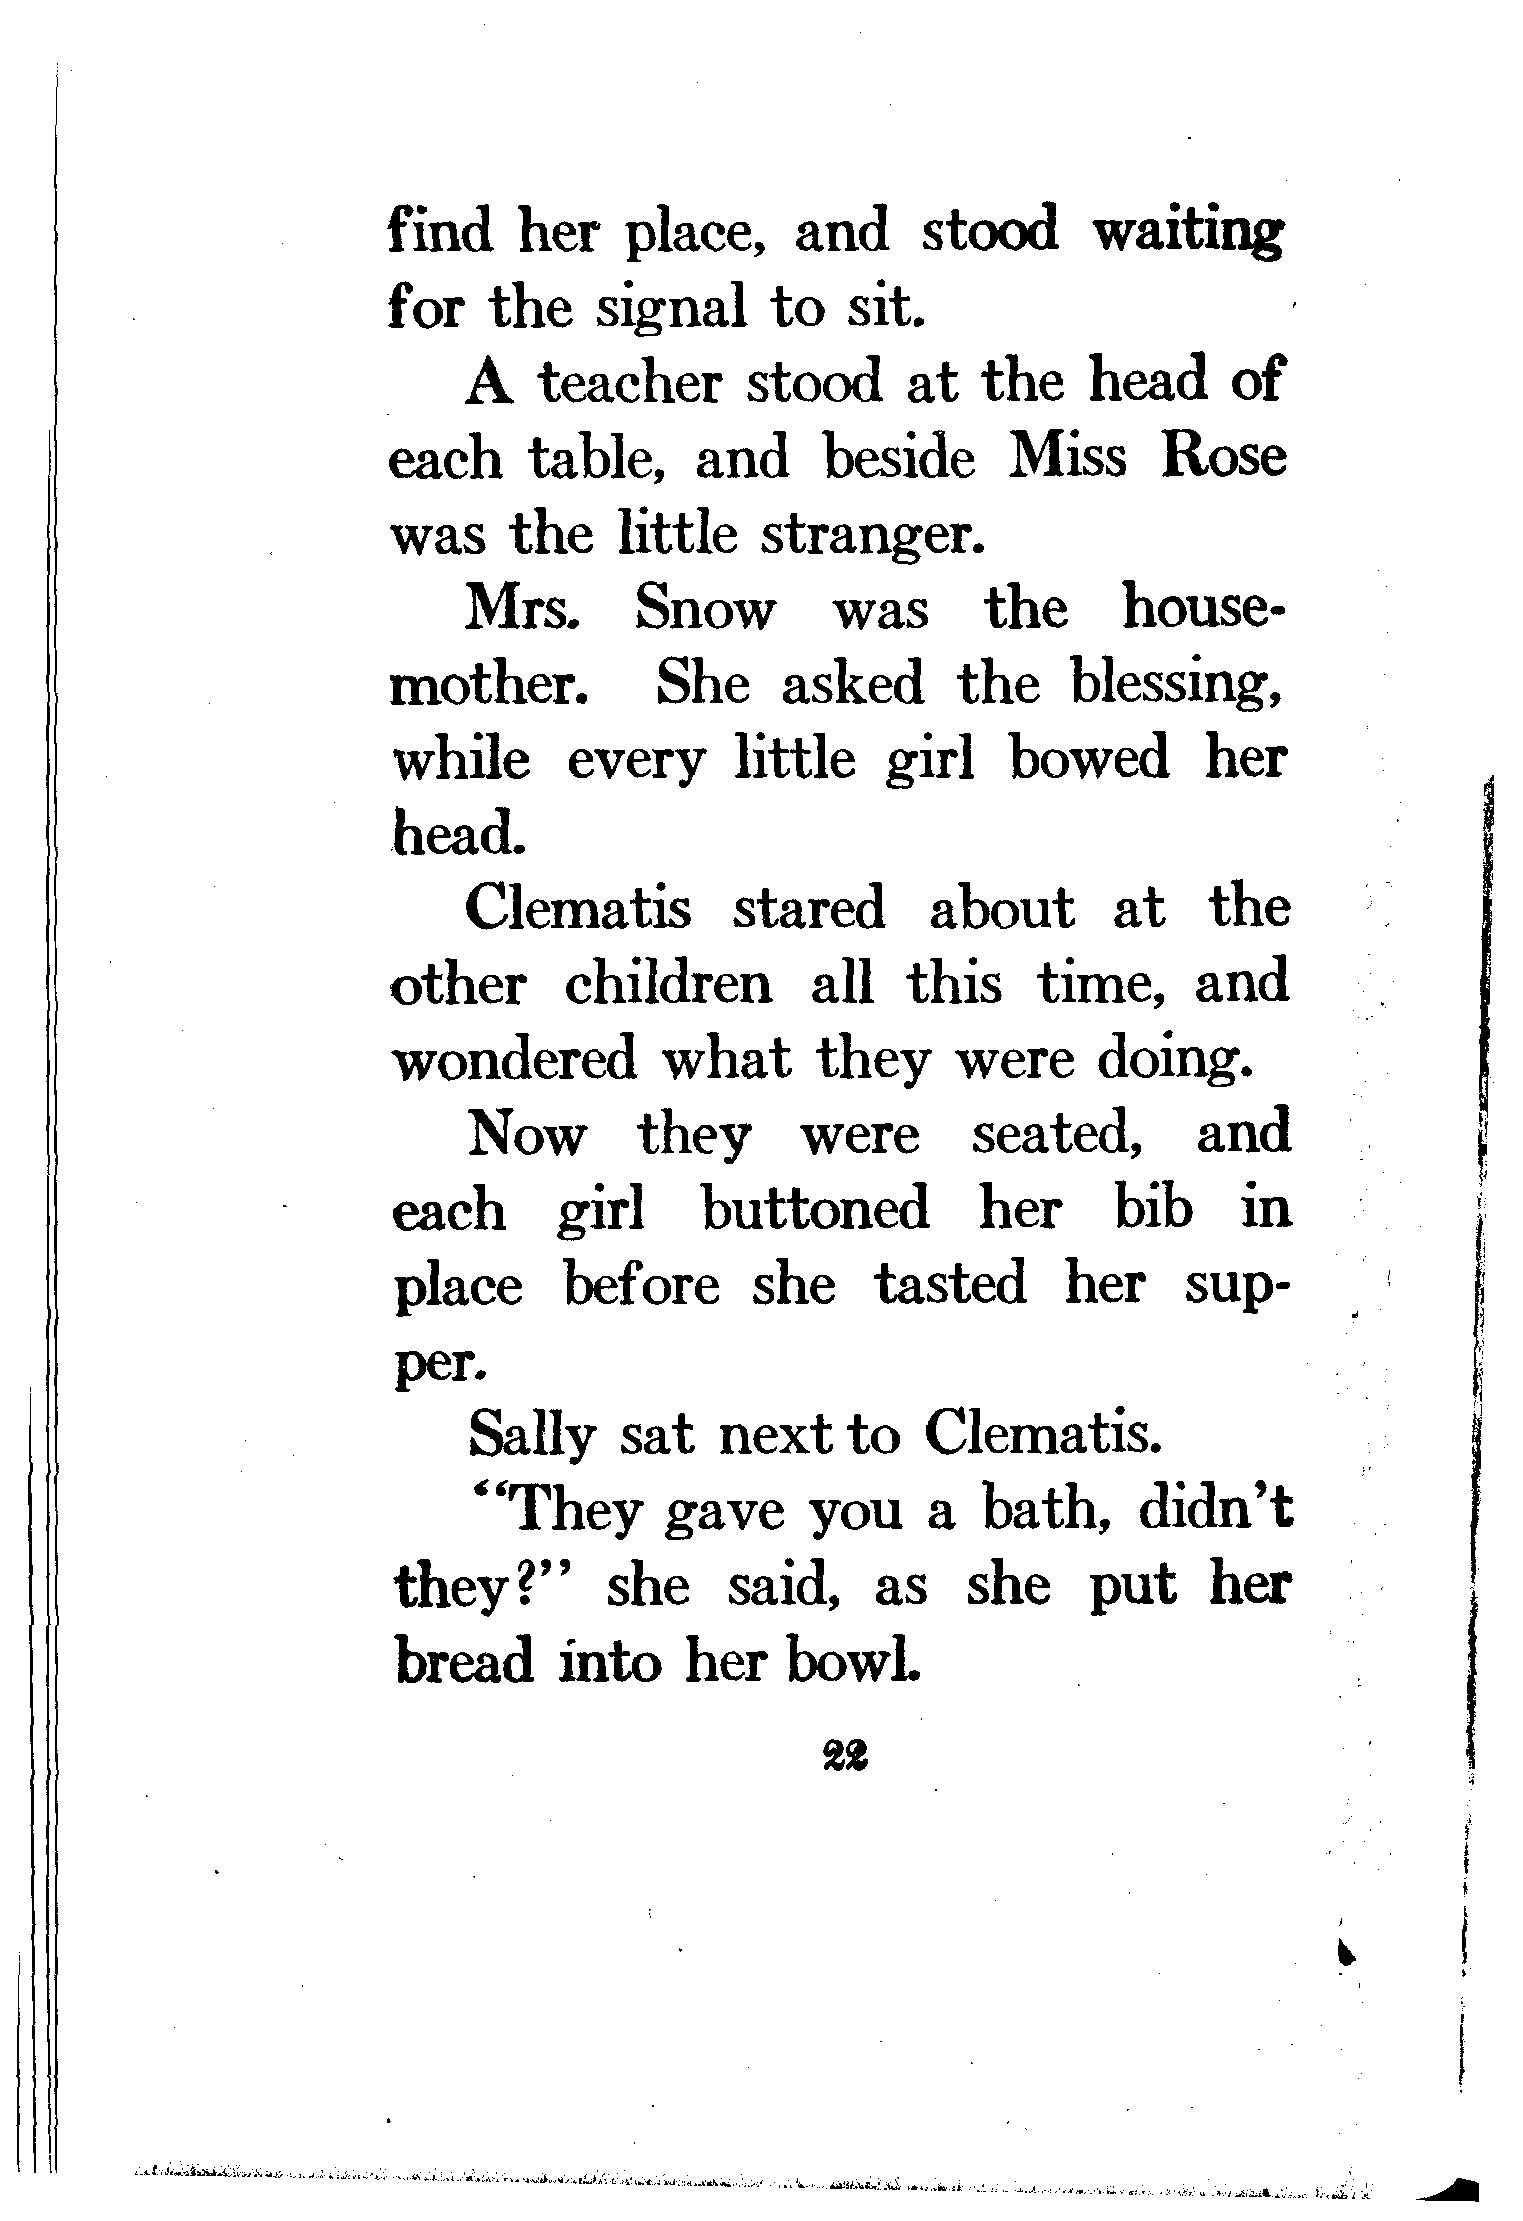 find her place, and stood waiting
for the signal to sit.
A teacher stood at the head of
each table, and beside Miss Rose
was the little stranger.
Mrs. Snow was the house-
mother. She asked the blessing,
while every little girl bowed her
head.
Clematis stared about at the
other children all this time, and
wondered what they were doing.
Now they were seated, and
each girl buttoned her bib in
place before she tasted her sup-
per.
Sally sat next to Clematis.
"They gave you a bath, didn't
they?" she said, as she put her
bread into her bowl.
22